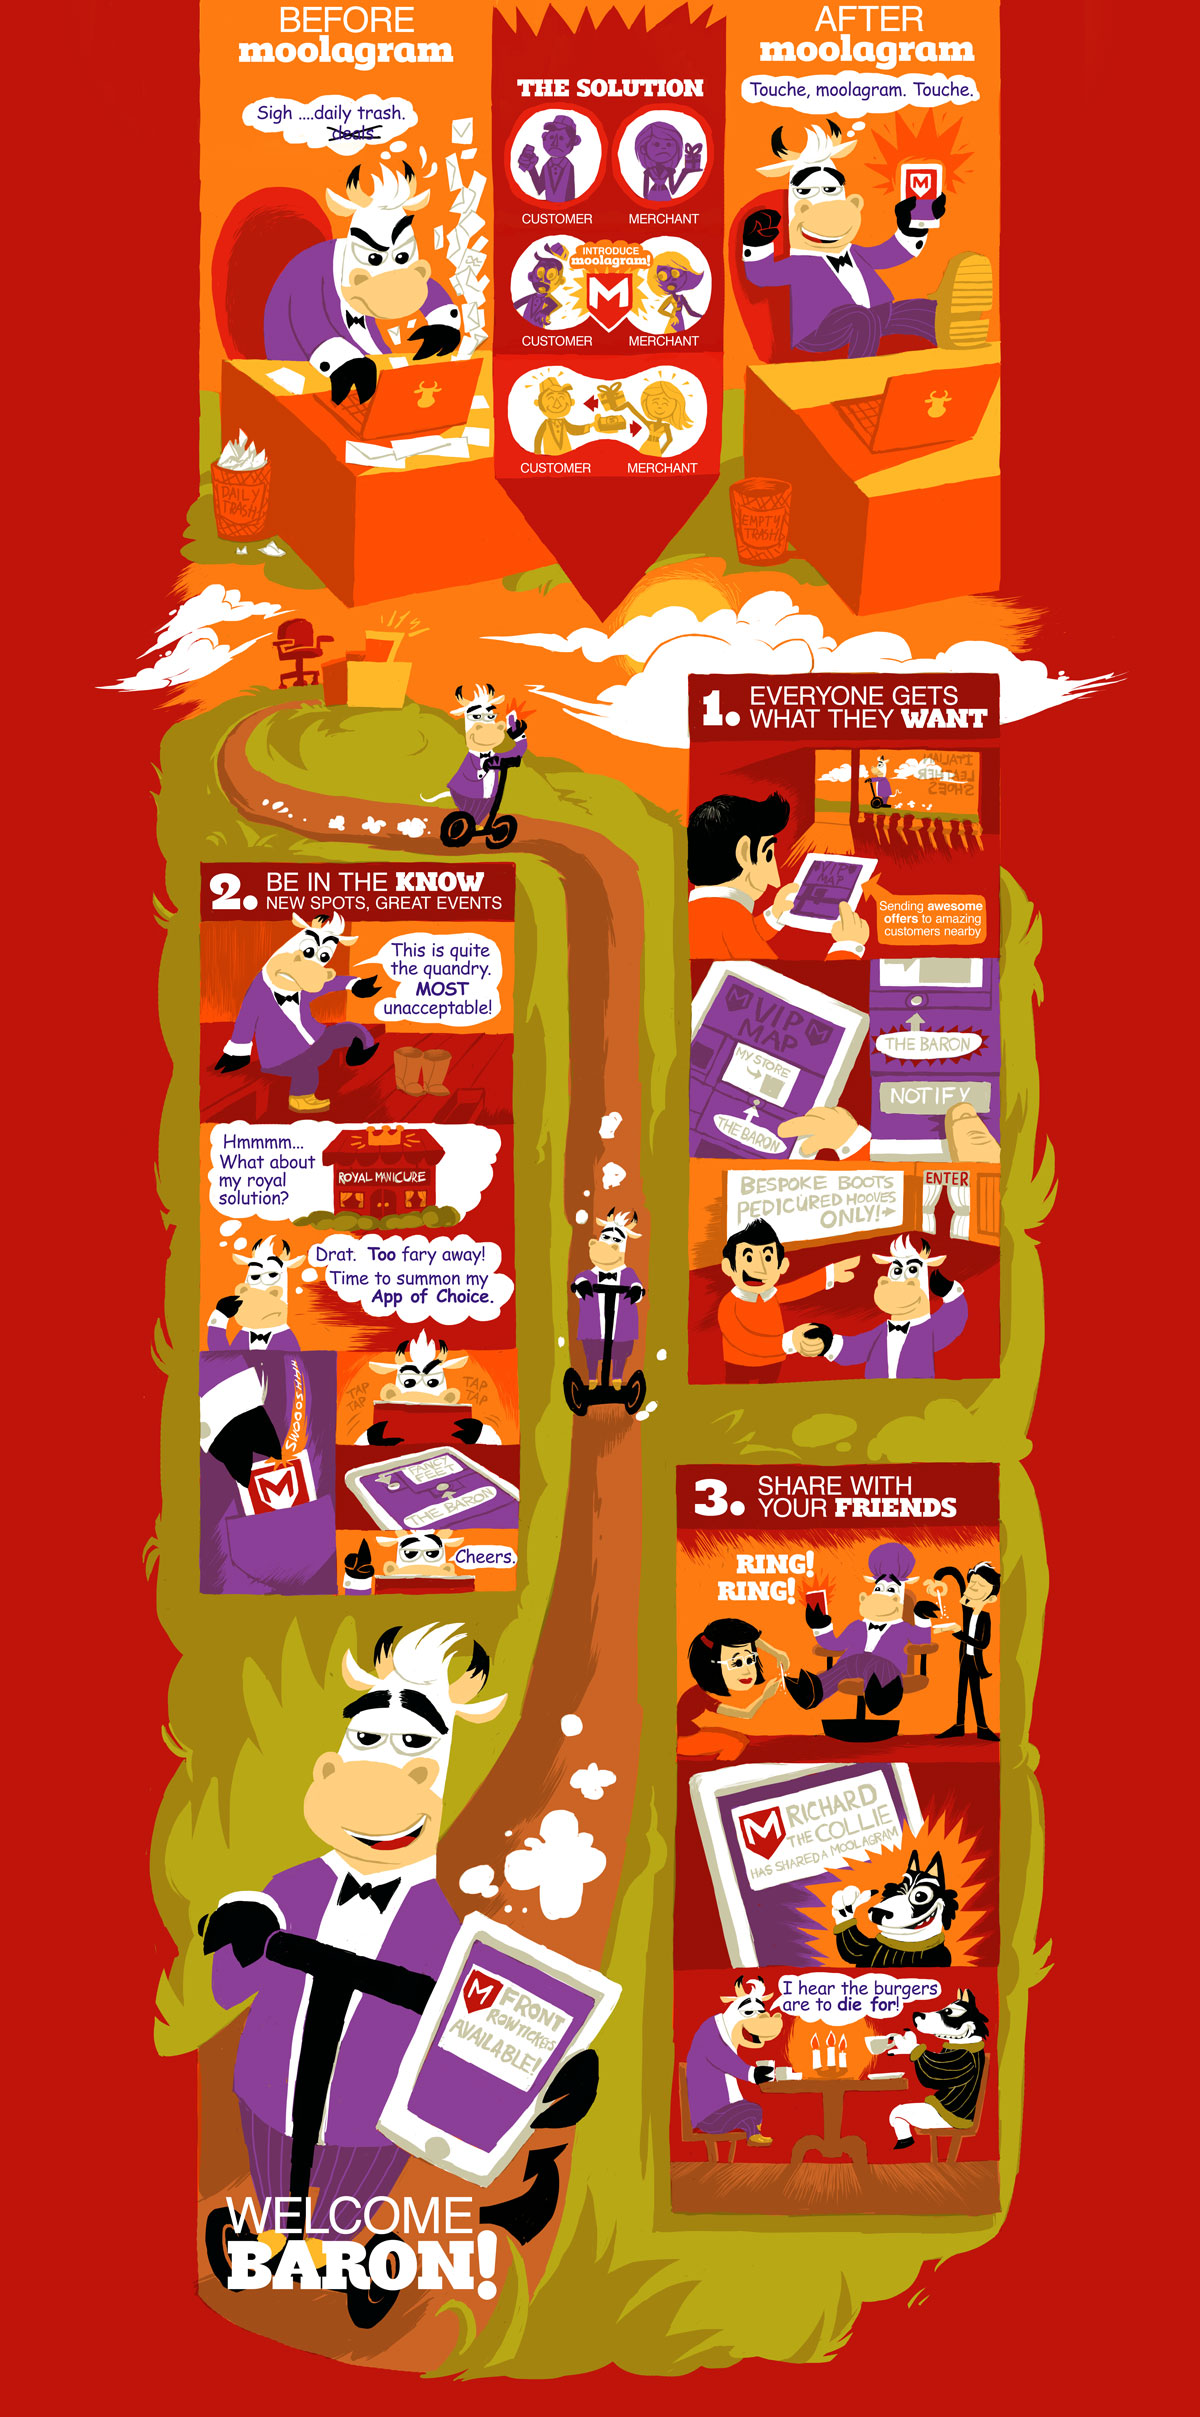 BEFORE
moolagram
Sigh ....daily trash.
deals
DAILY
TRASH
THE SOLUTION
CUSTOMER
MERCHANT
INTRODUCE
moolagram!
M
CUSTOMER
MERCHANT
CUSTOMER
MERCHANT
AFTER
moolagram
Touche, moolagram. Touche.
M
EMPTY
TRASH
1. EVERYONE GETS
WHAT THEY WANT
ITALIAN
LEATHER
SHOES
VIP
MAP
Sending awesome
offers to amazing
customers nearby
M VIP M
MAP
MY STORE
THE BARON
THE BARON
NOTIFY
BESPOKE BOOTS
PEDICURED HOOVES
ONLY!
ENTER
2. BE IN THE KNOW
NEW SPOTS, GREAT EVENTS
This is quite
the quandry.
MOST
unacceptable!
Hmmmm...
What about
my royal
solution?
ROYAL MANICURE
Drat. Too fary away!
Time to summon my
App of Choice.
SWOOOOSHHH
M
TAP
TAP
TAP
TAP
FANCY
FEET
THE BARON
Cheers.
3. SHARE WITH
YOUR FRIENDS
RING!
RING!
M RICHARD
THE COLLIE
HAS SHARED A MOOLAGRAM
I hear the burgers
are to die for!
M FRONT
ROW TICKETS
AVAILABLE!
WELCOME
BARON!